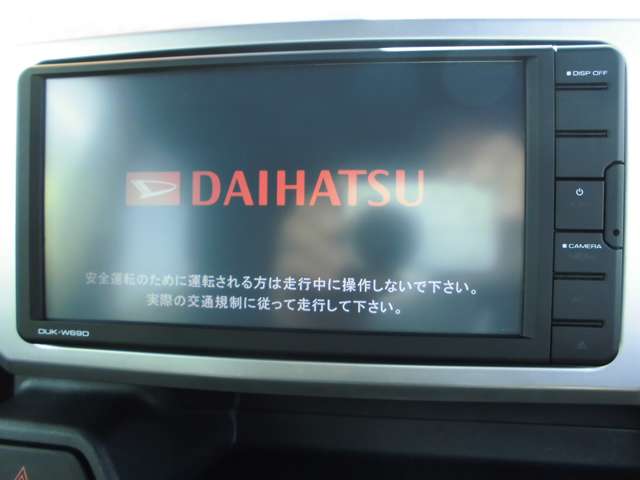 DISP OFF
DAIHATSU
CAMERA
安全運転のために運転される方は走行中に操作しないで下さい。
実際の交通規制に従って走行して下さい。
DUK-W69D